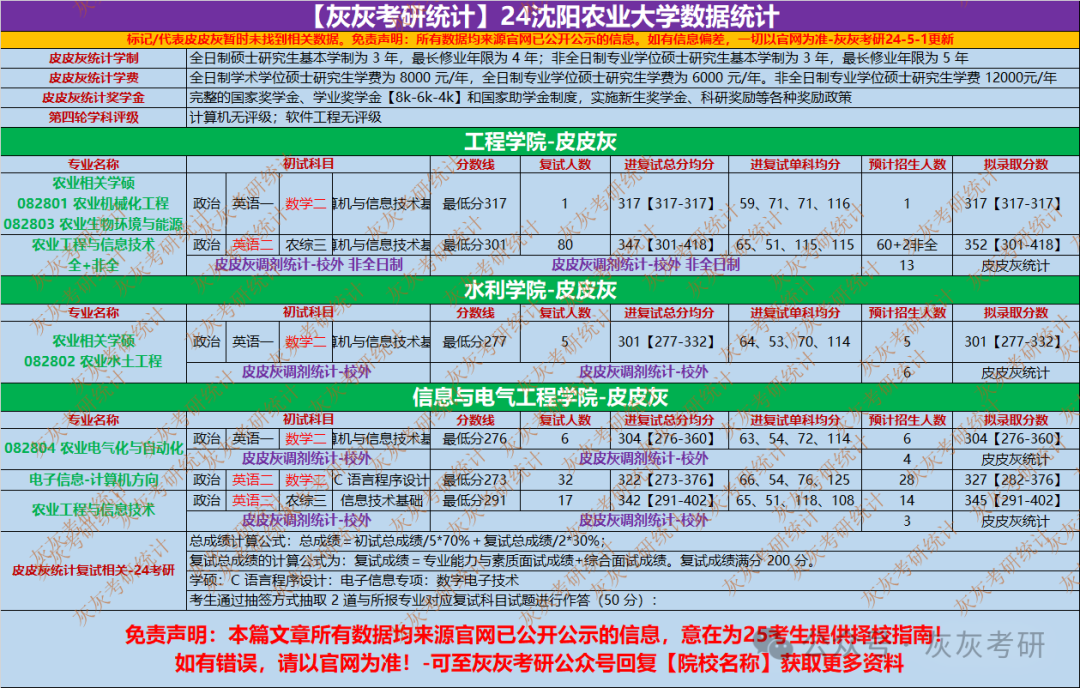 【灰灰考研统计】24沈阳农业大学数据统计
标记/代表皮皮灰暂时未找到相关数据。免责声明：所有数据均来源官网已公开公示的信息。如有信息偏差，一切以官网为准-灰灰考研24-5-1更新
皮皮灰统计学制 全日制硕士研究生基本学制为 3 年，最长修业年限为 4 年；非全日制专业学位硕士研究生基本学制为 3 年，最长修业年限为 5 年
皮皮灰统计学费 全日制学术学位硕士研究生学费为 8000 元/年，全日制专业学位硕士研究生学费为 6000 元/年。非全日制专业学位硕士研究生学费 12000元/年
皮皮灰统计奖学金 完整的国家奖学金、学业奖学金【8k-6k-4k】和国家助学金制度，实施新生奖学金、科研奖励等各种奖励政策
第四轮学科评级 计算机无评级；软件工程无评级
工程学院-皮皮灰
专业名称 初试科目 分数线 复试人数 进复试总分均分 进复试单科均分 预计招生人数 拟录取分数
农业相关学硕
082801 农业机械化工程
082803 农业生物环境与能源
政治 英语一 数学二 算机与信息技术基 最低分317 1 317【317-317】 59、71、71、116 1 317【317-317】
农业工程与信息技术
全+非全
政治 英语二 农综三 算机与信息技术基 最低分301 80 347【301-418】 65、51、115、115 60+2非全 352【301-418】
皮皮灰调剂统计-校外 非全日制 皮皮灰调剂统计-校外 非全日制 13 皮皮灰统计
水利学院-皮皮灰
专业名称 初试科目 分数线 复试人数 进复试总分均分 进复试单科均分 预计招生人数 拟录取分数
农业相关学硕
082802 农业水土工程
政治 英语一 数学二 算机与信息技术基 最低分277 5 301【277-332】 64、53、70、114 5 301【277-332】
皮皮灰调剂统计-校外 皮皮灰调剂统计-校外 6 皮皮灰统计
信息与电气工程学院-皮皮灰
专业名称 初试科目 分数线 复试人数 进复试总分均分 进复试单科均分 预计招生人数 拟录取分数
082804 农业电气化与自动化
政治 英语一 数学二 算机与信息技术基 最低分276 6 304【276-360】 63、54、72、114 6 304【276-360】
皮皮灰调剂统计-校外 皮皮灰调剂统计-校外 4 皮皮灰统计
电子信息-计算机方向 政治 英语二 数学二 C 语言程序设计 最低分273 32 322【273-376】 66、54、76、125 28 327【282-376】
农业工程与信息技术
政治 英语二 农综三 信息技术基础 最低分291 17 342【291-402】 65、51、118、108 14 345【291-402】
皮皮灰调剂统计-校外 皮皮灰调剂统计-校外 3 皮皮灰统计
皮皮灰统计复试相关-24考研
总成绩计算公式：总成绩＝初试总成绩/5*70%＋复试总成绩/2*30%；
复试总成绩的计算公式为：复试成绩＝专业能力与素质面试成绩+综合面试成绩。复试成绩满分 200 分。
学硕：C 语言程序设计：电子信息专项：数字电子技术
考生通过抽签方式抽取 2 道与所报专业对应复试科目试题进行作答（50 分）：
免责声明：本篇文章所有数据均来源官网已公开公示的信息，意在为25考生提供择校指南！
如有错误，请以官网为准！-可至灰灰考研公众号回复【院校名称】获取更多资料
公众号·灰灰考研